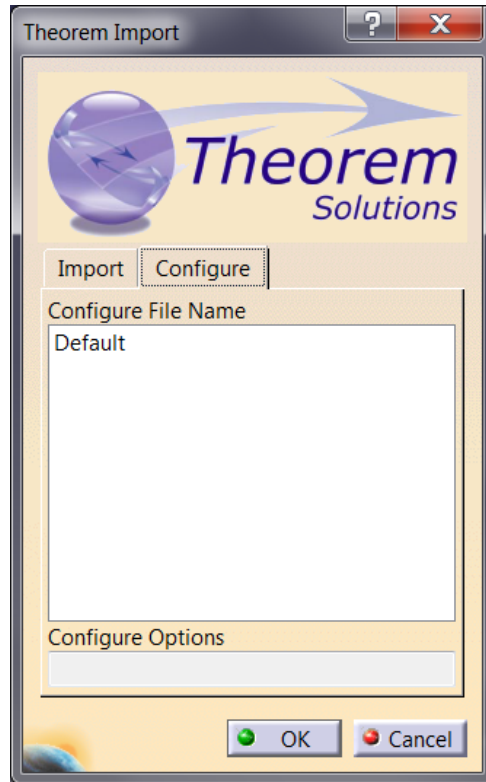 Theorem Import
?
X
Theorem
Solutions
Import Configure
Configure File Name
Default
Configure Options
OK Cancel